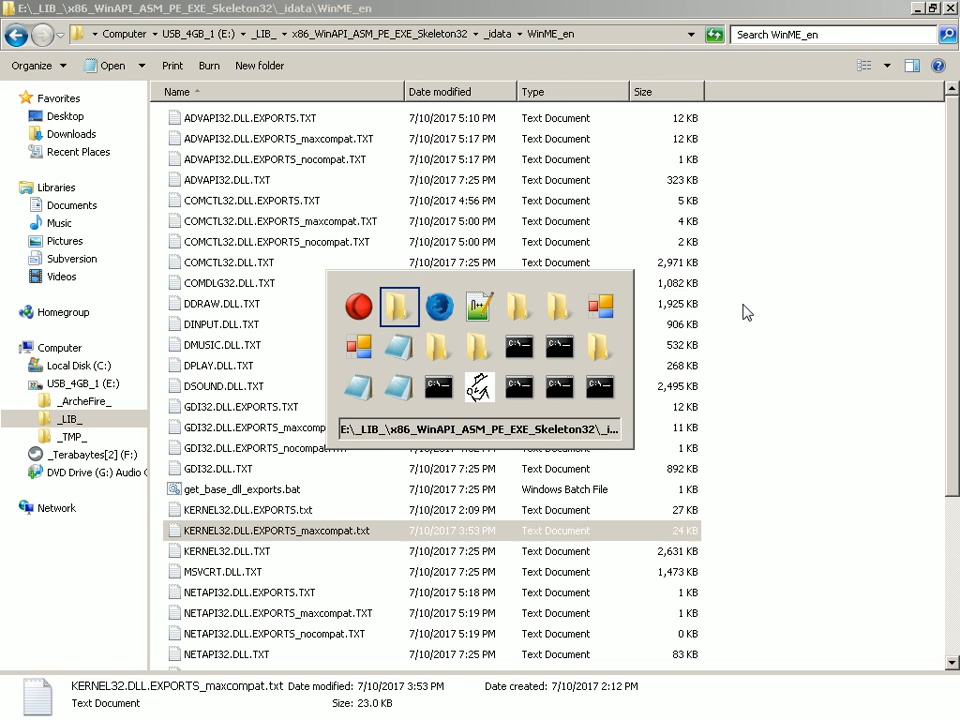 E:\_LIB_\x86_WinAPI_ASM_PE_EXE_Skeleton32\_idata\WinME_en
Computer USB_4GB_1 (E:) _LIB_ x86_WinAPI_ASM_PE_EXE_Skeleton32 _idata WinME_en Search WinME_en
Organize Open Print Burn New folder
Name Date modified Type Size
Favorites
Desktop
Downloads
Recent Places
Libraries
Documents
Music
Pictures
Subversion
Videos
Homegroup
Computer
Local Disk (C:)
USB_4GB_1 (E:)
_ArcheFire_
_LIB_
_TMP_
_Terabaytes[2] (F:)
DVD Drive (G:) Audio
Network
ADVAPI32.DLL.EXPORTS.TXT 7/10/2017 5:10 PM Text Document 12 KB
ADVAPI32.DLL.EXPORTS_maxcompat.TXT 7/10/2017 5:17 PM Text Document 12 KB
ADVAPI32.DLL.EXPORTS_nocompat.TXT 7/10/2017 5:17 PM Text Document 1 KB
ADVAPI32.DLL.TXT 7/10/2017 7:25 PM Text Document 323 KB
COMCTL32.DLL.EXPORTS.TXT 7/10/2017 4:56 PM Text Document 5 KB
COMCTL32.DLL.EXPORTS_maxcompat.TXT 7/10/2017 5:00 PM Text Document 4 KB
COMCTL32.DLL.EXPORTS_nocompat.TXT 7/10/2017 5:00 PM Text Document 2 KB
COMCTL32.DLL.TXT 7/10/2017 7:25 PM Text Document 2,971 KB
COMDLG32.DLL.TXT 1,082 KB
DDRAW.DLL.TXT 1,925 KB
DINPUT.DLL.TXT 906 KB
DMUSIC.DLL.TXT 532 KB
DPLAY.DLL.TXT 268 KB
DSOUND.DLL.TXT 2,495 KB
GDI32.DLL.EXPORTS.TXT 12 KB
GDI32.DLL.EXPORTS_maxcomp 11 KB
GDI32.DLL.EXPORTS_nocompat.TXT Text Document 1 KB
GDI32.DLL.TXT 7/10/2017 7:25 PM Text Document 892 KB
get_base_dll_exports.bat 7/10/2017 7:25 PM Windows Batch File 1 KB
KERNEL32.DLL.EXPORTS.txt 7/10/2017 2:09 PM Text Document 27 KB
KERNEL32.DLL.EXPORTS_maxcompat.txt 7/10/2017 3:53 PM Text Document 24 KB
KERNEL32.DLL.TXT 7/10/2017 7:25 PM Text Document 2,631 KB
MSVCRT.DLL.TXT 7/10/2017 7:25 PM Text Document 1,473 KB
NETAPI32.DLL.EXPORTS.TXT 7/10/2017 5:18 PM Text Document 1 KB
NETAPI32.DLL.EXPORTS_maxcompat.TXT 7/10/2017 5:19 PM Text Document 1 KB
NETAPI32.DLL.EXPORTS_nocompat.TXT 7/10/2017 5:19 PM Text Document 0 KB
NETAPI32.DLL.TXT 7/10/2017 7:25 PM Text Document 83 KB
E:\_LIB_\x86_WinAPI_ASM_PE_EXE_Skeleton32\_i...
KERNEL32.DLL.EXPORTS_maxcompat.txt Date modified: 7/10/2017 3:53 PM Date created: 7/10/2017 2:12 PM
Text Document Size: 23.0 KB